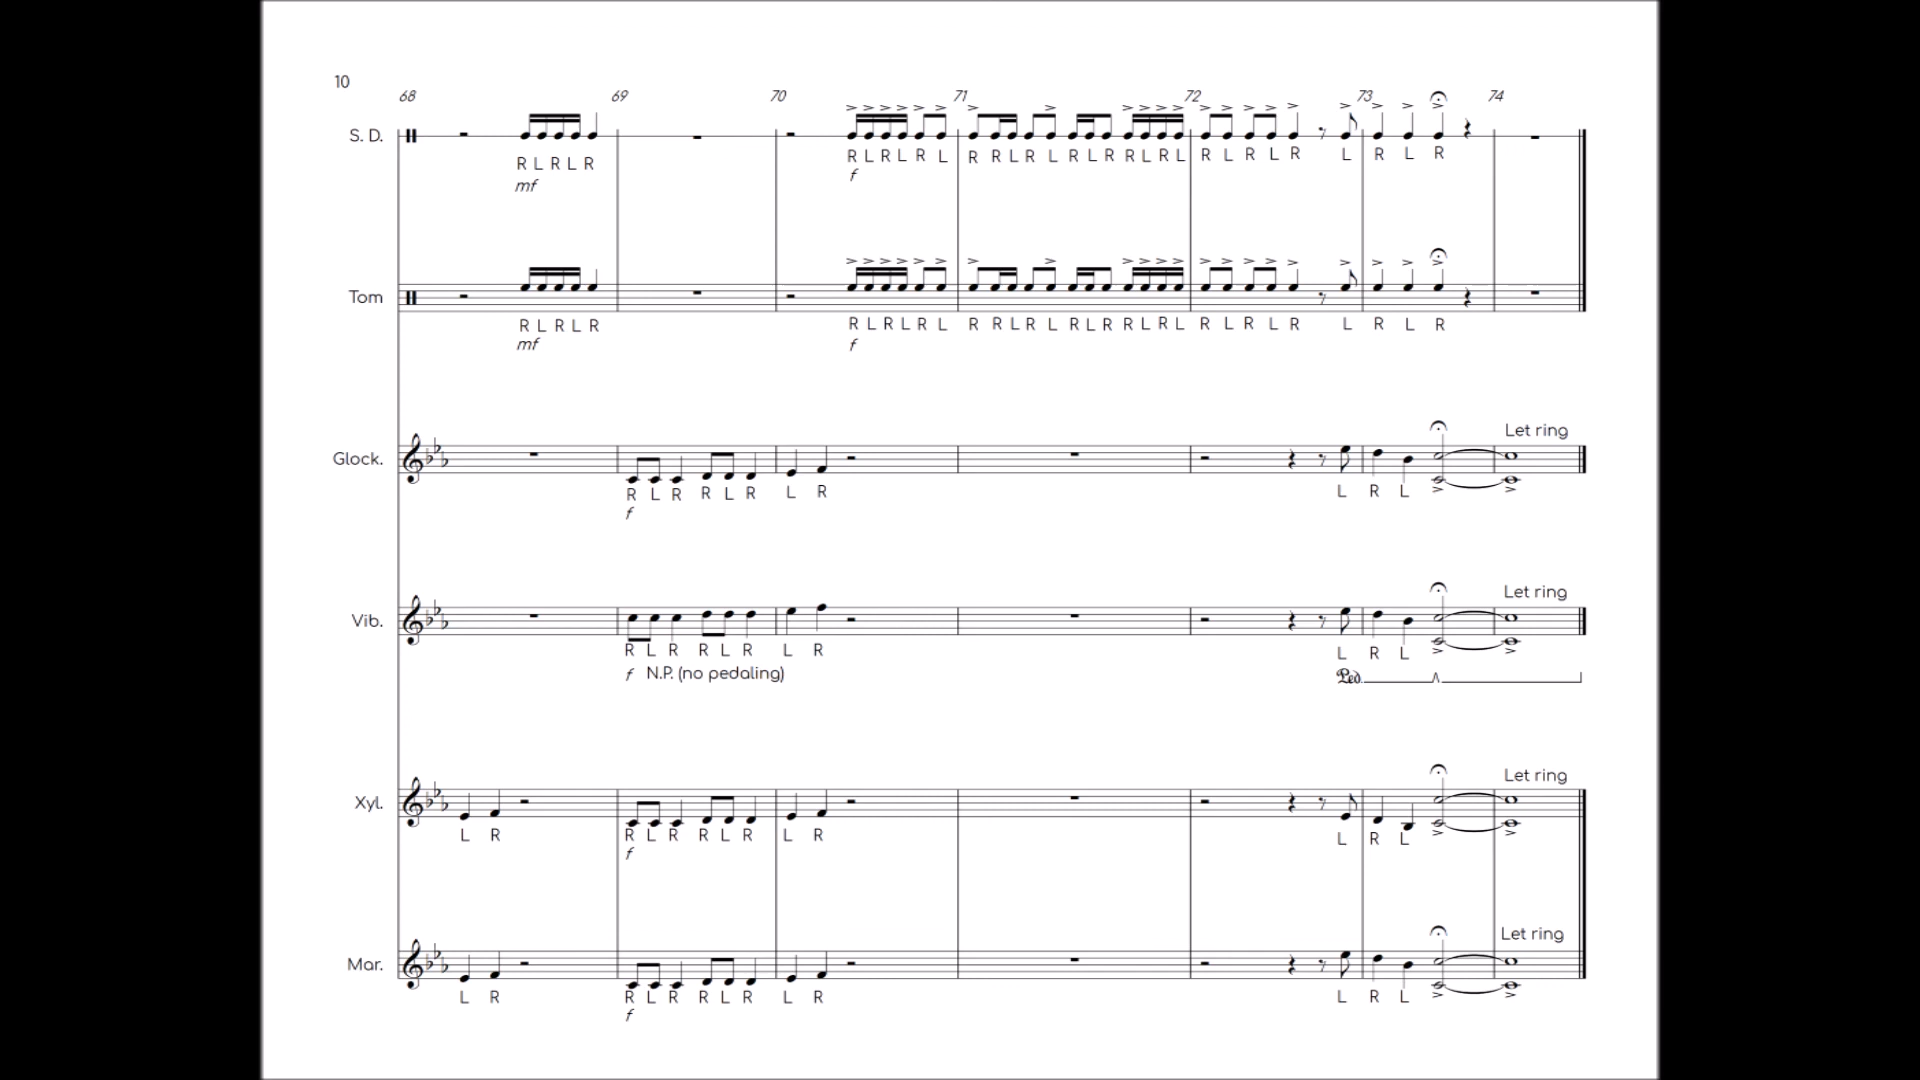 10
68 69 70 71 72 73 74
S. D.
R L R L R R L R L R L R R L R L R L R R L R L R L R L R L R L R
mf f
Tom
R L R L R R L R L R L R R L R L R L R R L R L R L R L R L R L R
mf f
Let ring
Glock.
R L R R L R L R L R L
f
Let ring
Vib.
R L R R L R L R L R L
f N.P. (no pedaling) Ped.
Let ring
Xyl.
L R R L R R L R L R L R L
f
Let ring
Mar.
L R R L R R L R L R L R L
f